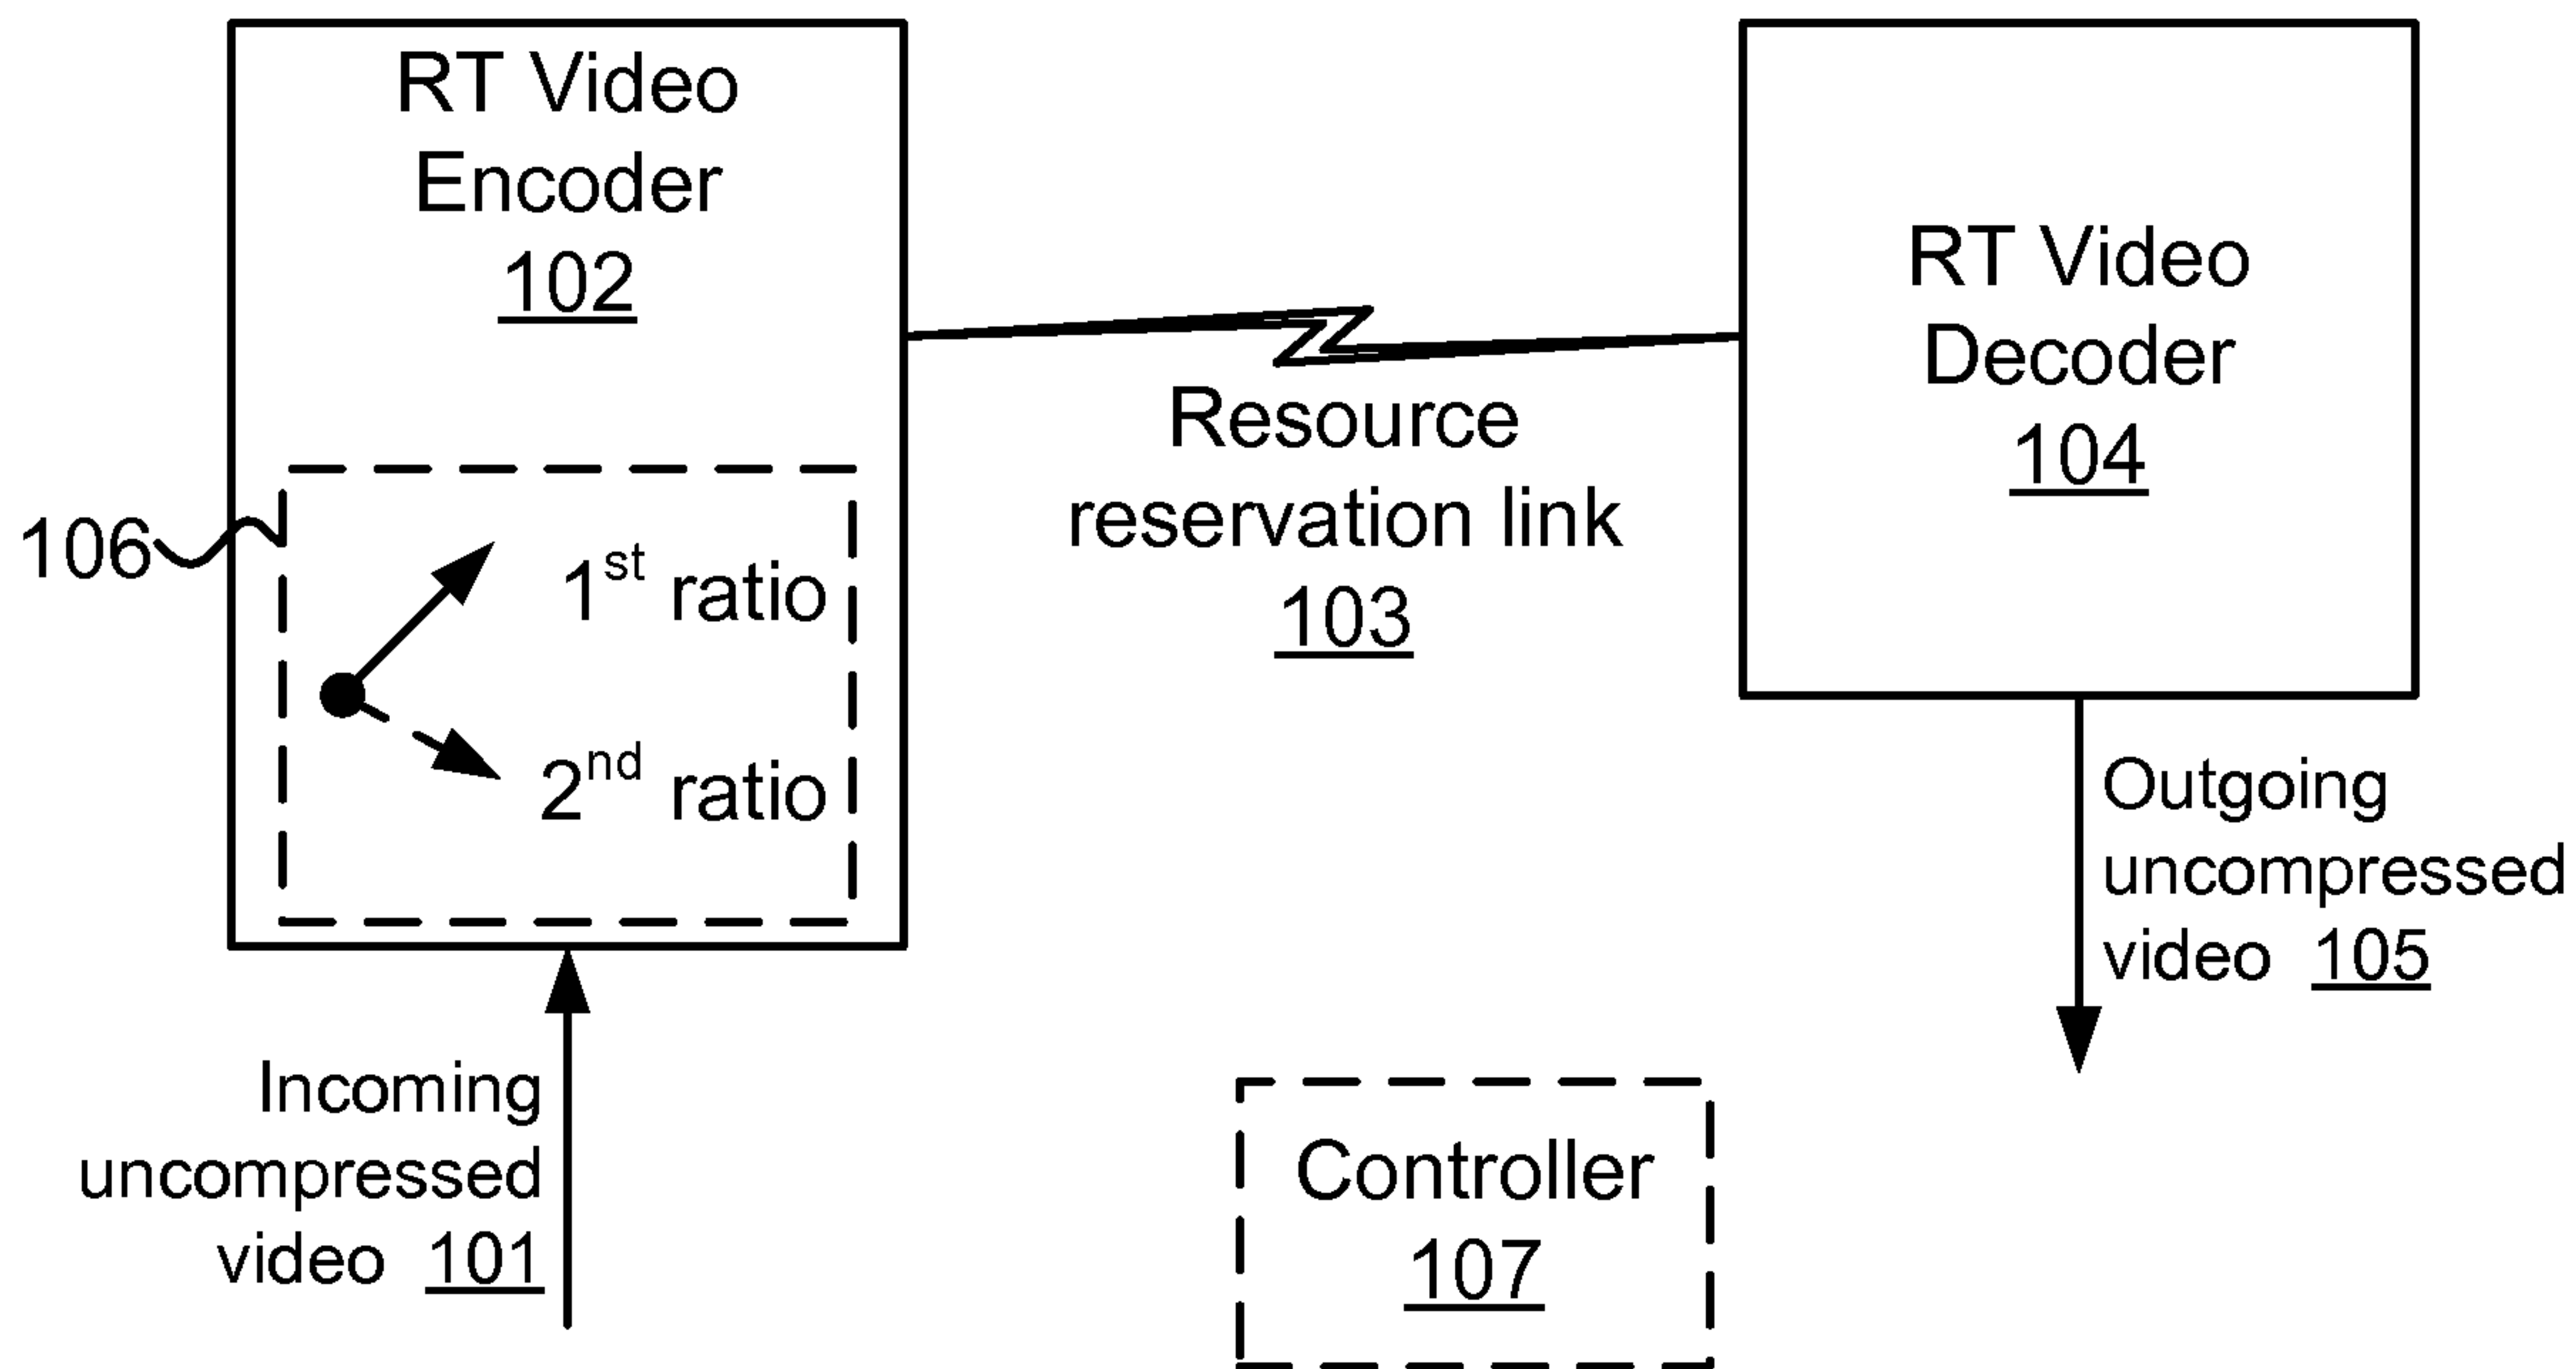 RT Video
Encoder
102
106
1st ratio
2nd ratio
Incoming
uncompressed
video 101
Resource
reservation link
103
RT Video
Decoder
104
Outgoing
uncompressed
video 105
Controller
107